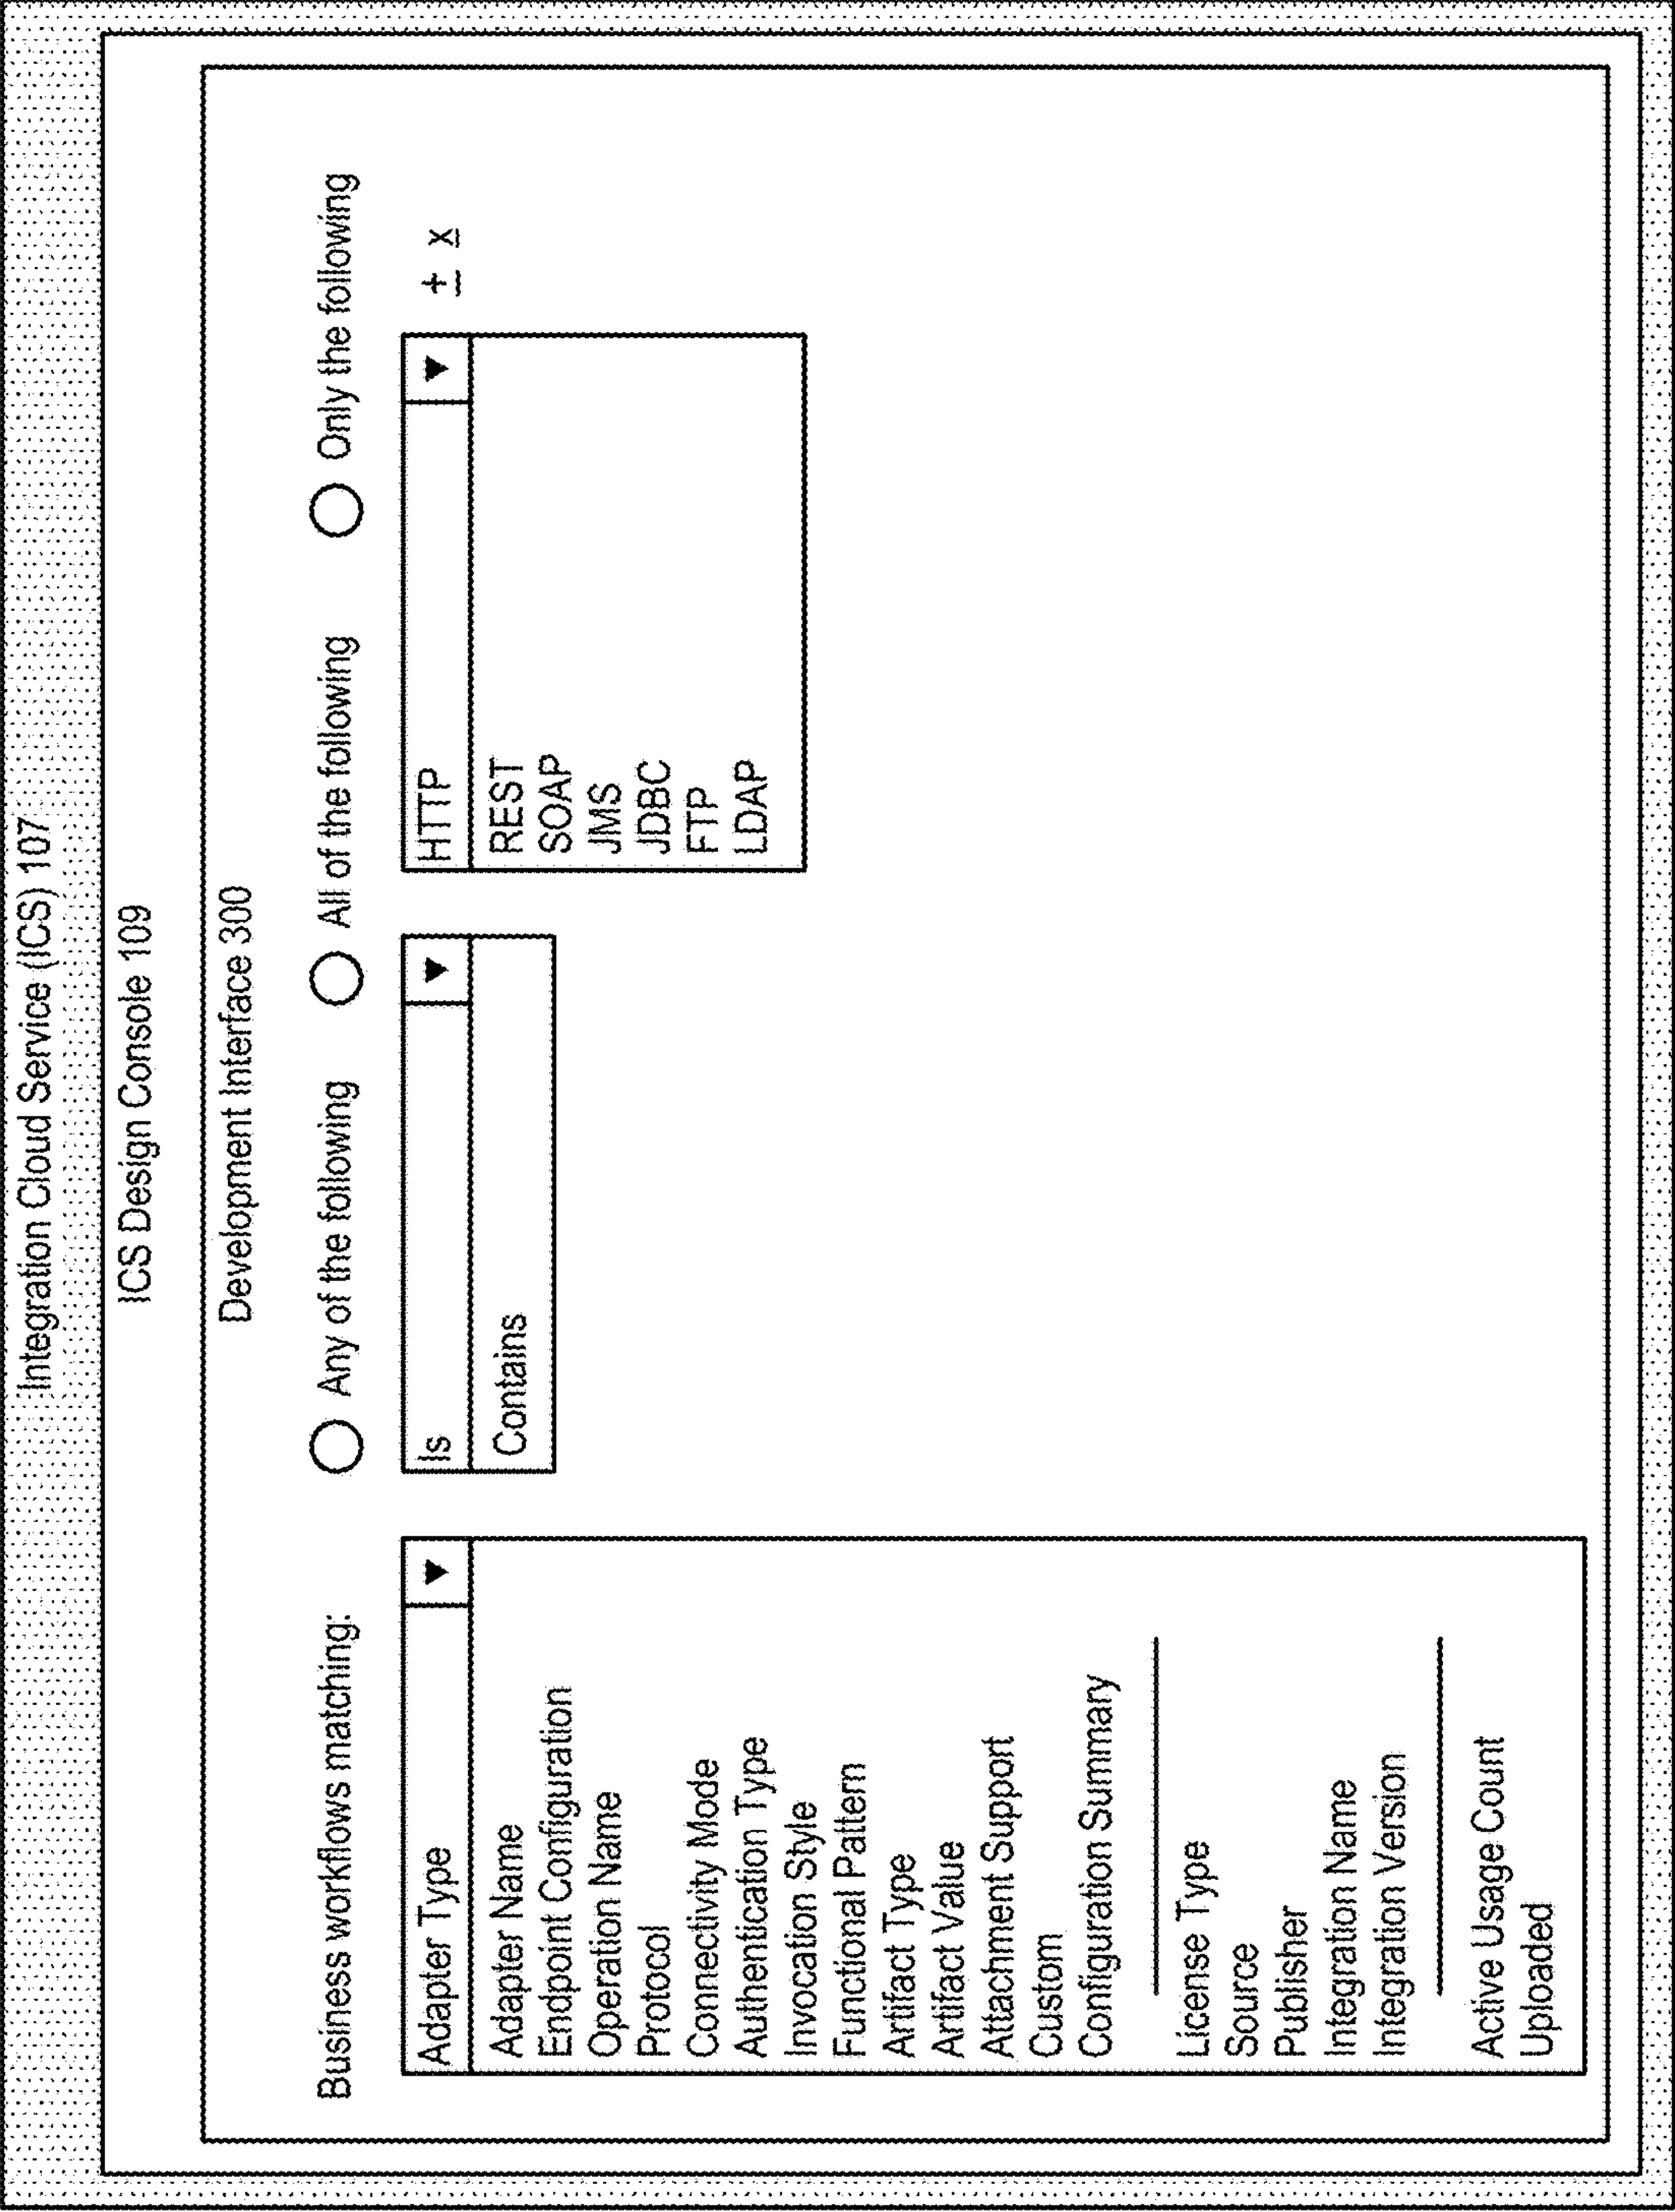 Integration Cloud Service (ICS) 107
ICS Design Console 109
Development Interface 300
Business workflows matching: Any of the following All of the following Only the following
Adapter Type ▼ Is ▼ HTTP ▼ + x
Adapter Name
Endpoint Configuration
Operation Name
Protocol
Connectivity Mode
Authentication Type
Invocation Style
Functional Pattern
Artifact Type
Artifact Value
Attachment Support
Custom
Configuration Summary
License Type
Source
Publisher
Integration Name
Integration Version
Active Usage Count
Uploaded
Contains
REST
SOAP
JMS
JDBC
FTP
LDAP